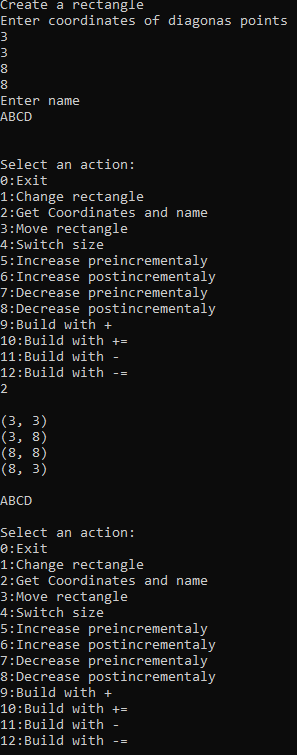 Create a rectangle
Enter coordinates of diagonas points
3
3
8
8
Enter name
ABCD
Select an action:
0:Exit
1:Change rectangle
2:Get Coordinates and name
3:Move rectangle
4:Switch size
5:Increase preincrementaly
6:Increase postincrementaly
7:Decrease preincrementaly
8:Decrease postincrementaly
9:Build with +
10:Build with +=
11:Build with -
12:Build with -=
2
(3, 3)
(3, 8)
(8, 8)
(8, 3)
ABCD
Select an action:
0:Exit
1:Change rectangle
2:Get Coordinates and name
3:Move rectangle
4:Switch size
5:Increase preincrementaly
6:Increase postincrementaly
7:Decrease preincrementaly
8:Decrease postincrementaly
9:Build with +
10:Build with +=
11:Build with -
12:Build with -=